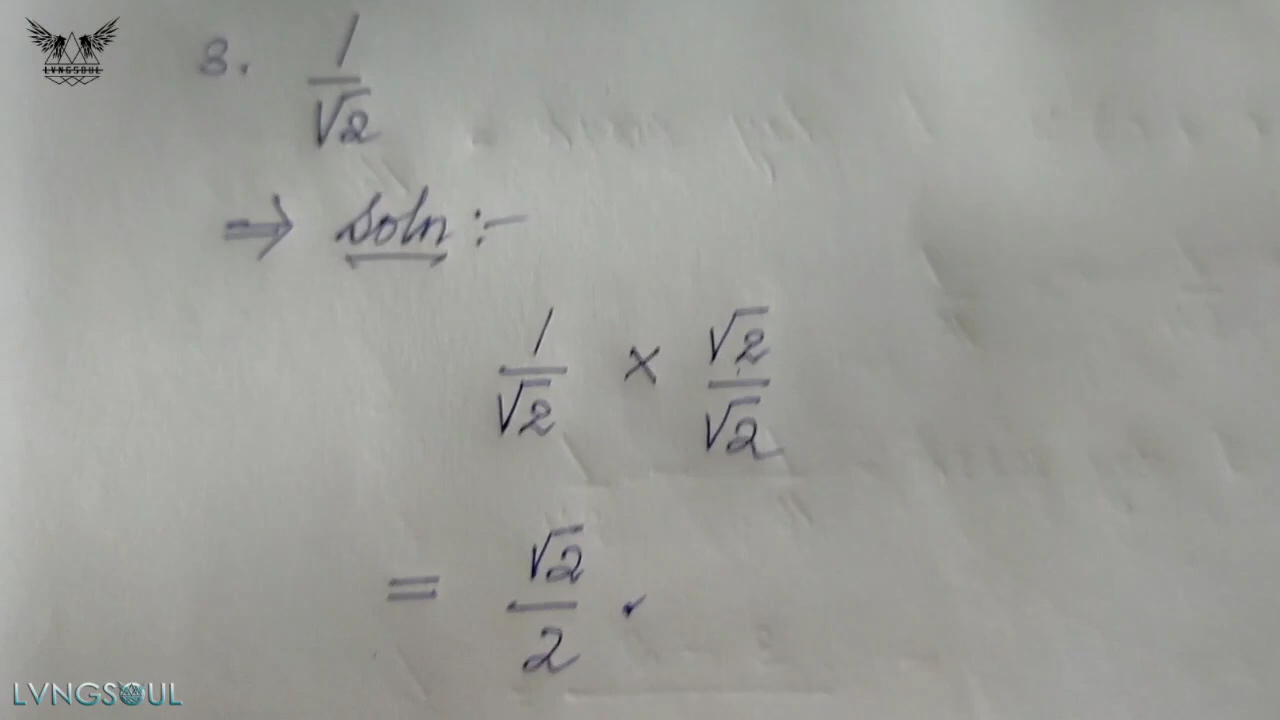 LVNGSOUL
3. 1/√2
⇒ Soln :-
1/√2 × √2/√2
= √2/2 .
LVNGSOUL